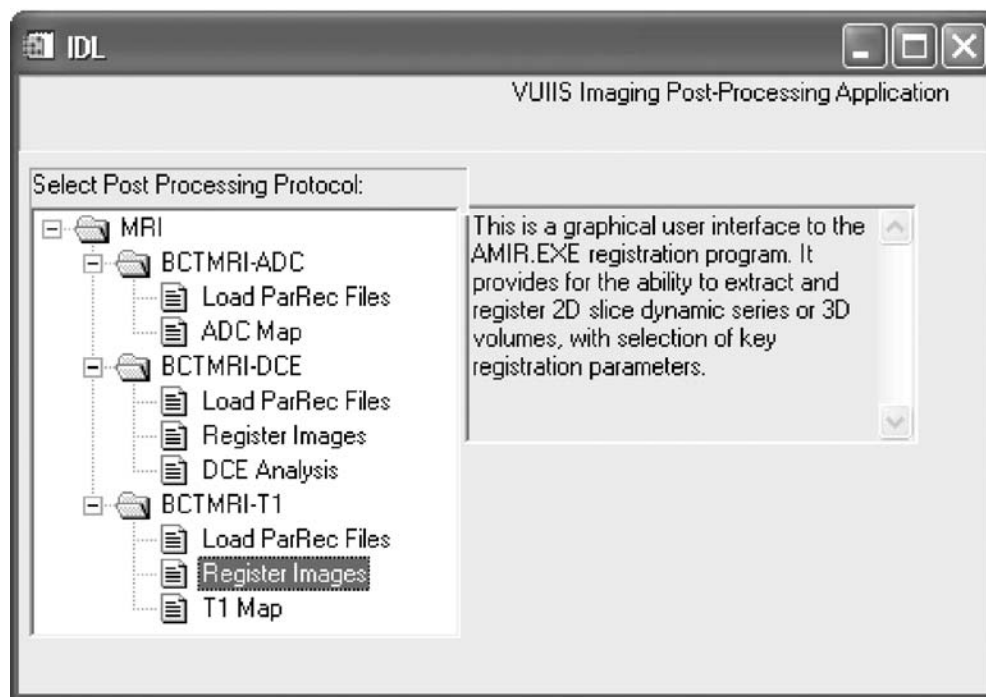 IDL
VUIIS Imaging Post-Processing Application
Select Post Processing Protocol:
MRI
BCTMRI-ADC
Load ParRec Files
ADC Map
BCTMRI-DCE
Load ParRec Files
Register Images
DCE Analysis
BCTMRI-T1
Load ParRec Files
Register Images
T1 Map
This is a graphical user interface to the
AMIR.EXE registration program. It
provides for the ability to extract and
register 2D slice dynamic series or 3D
volumes, with selection of key
registration parameters.